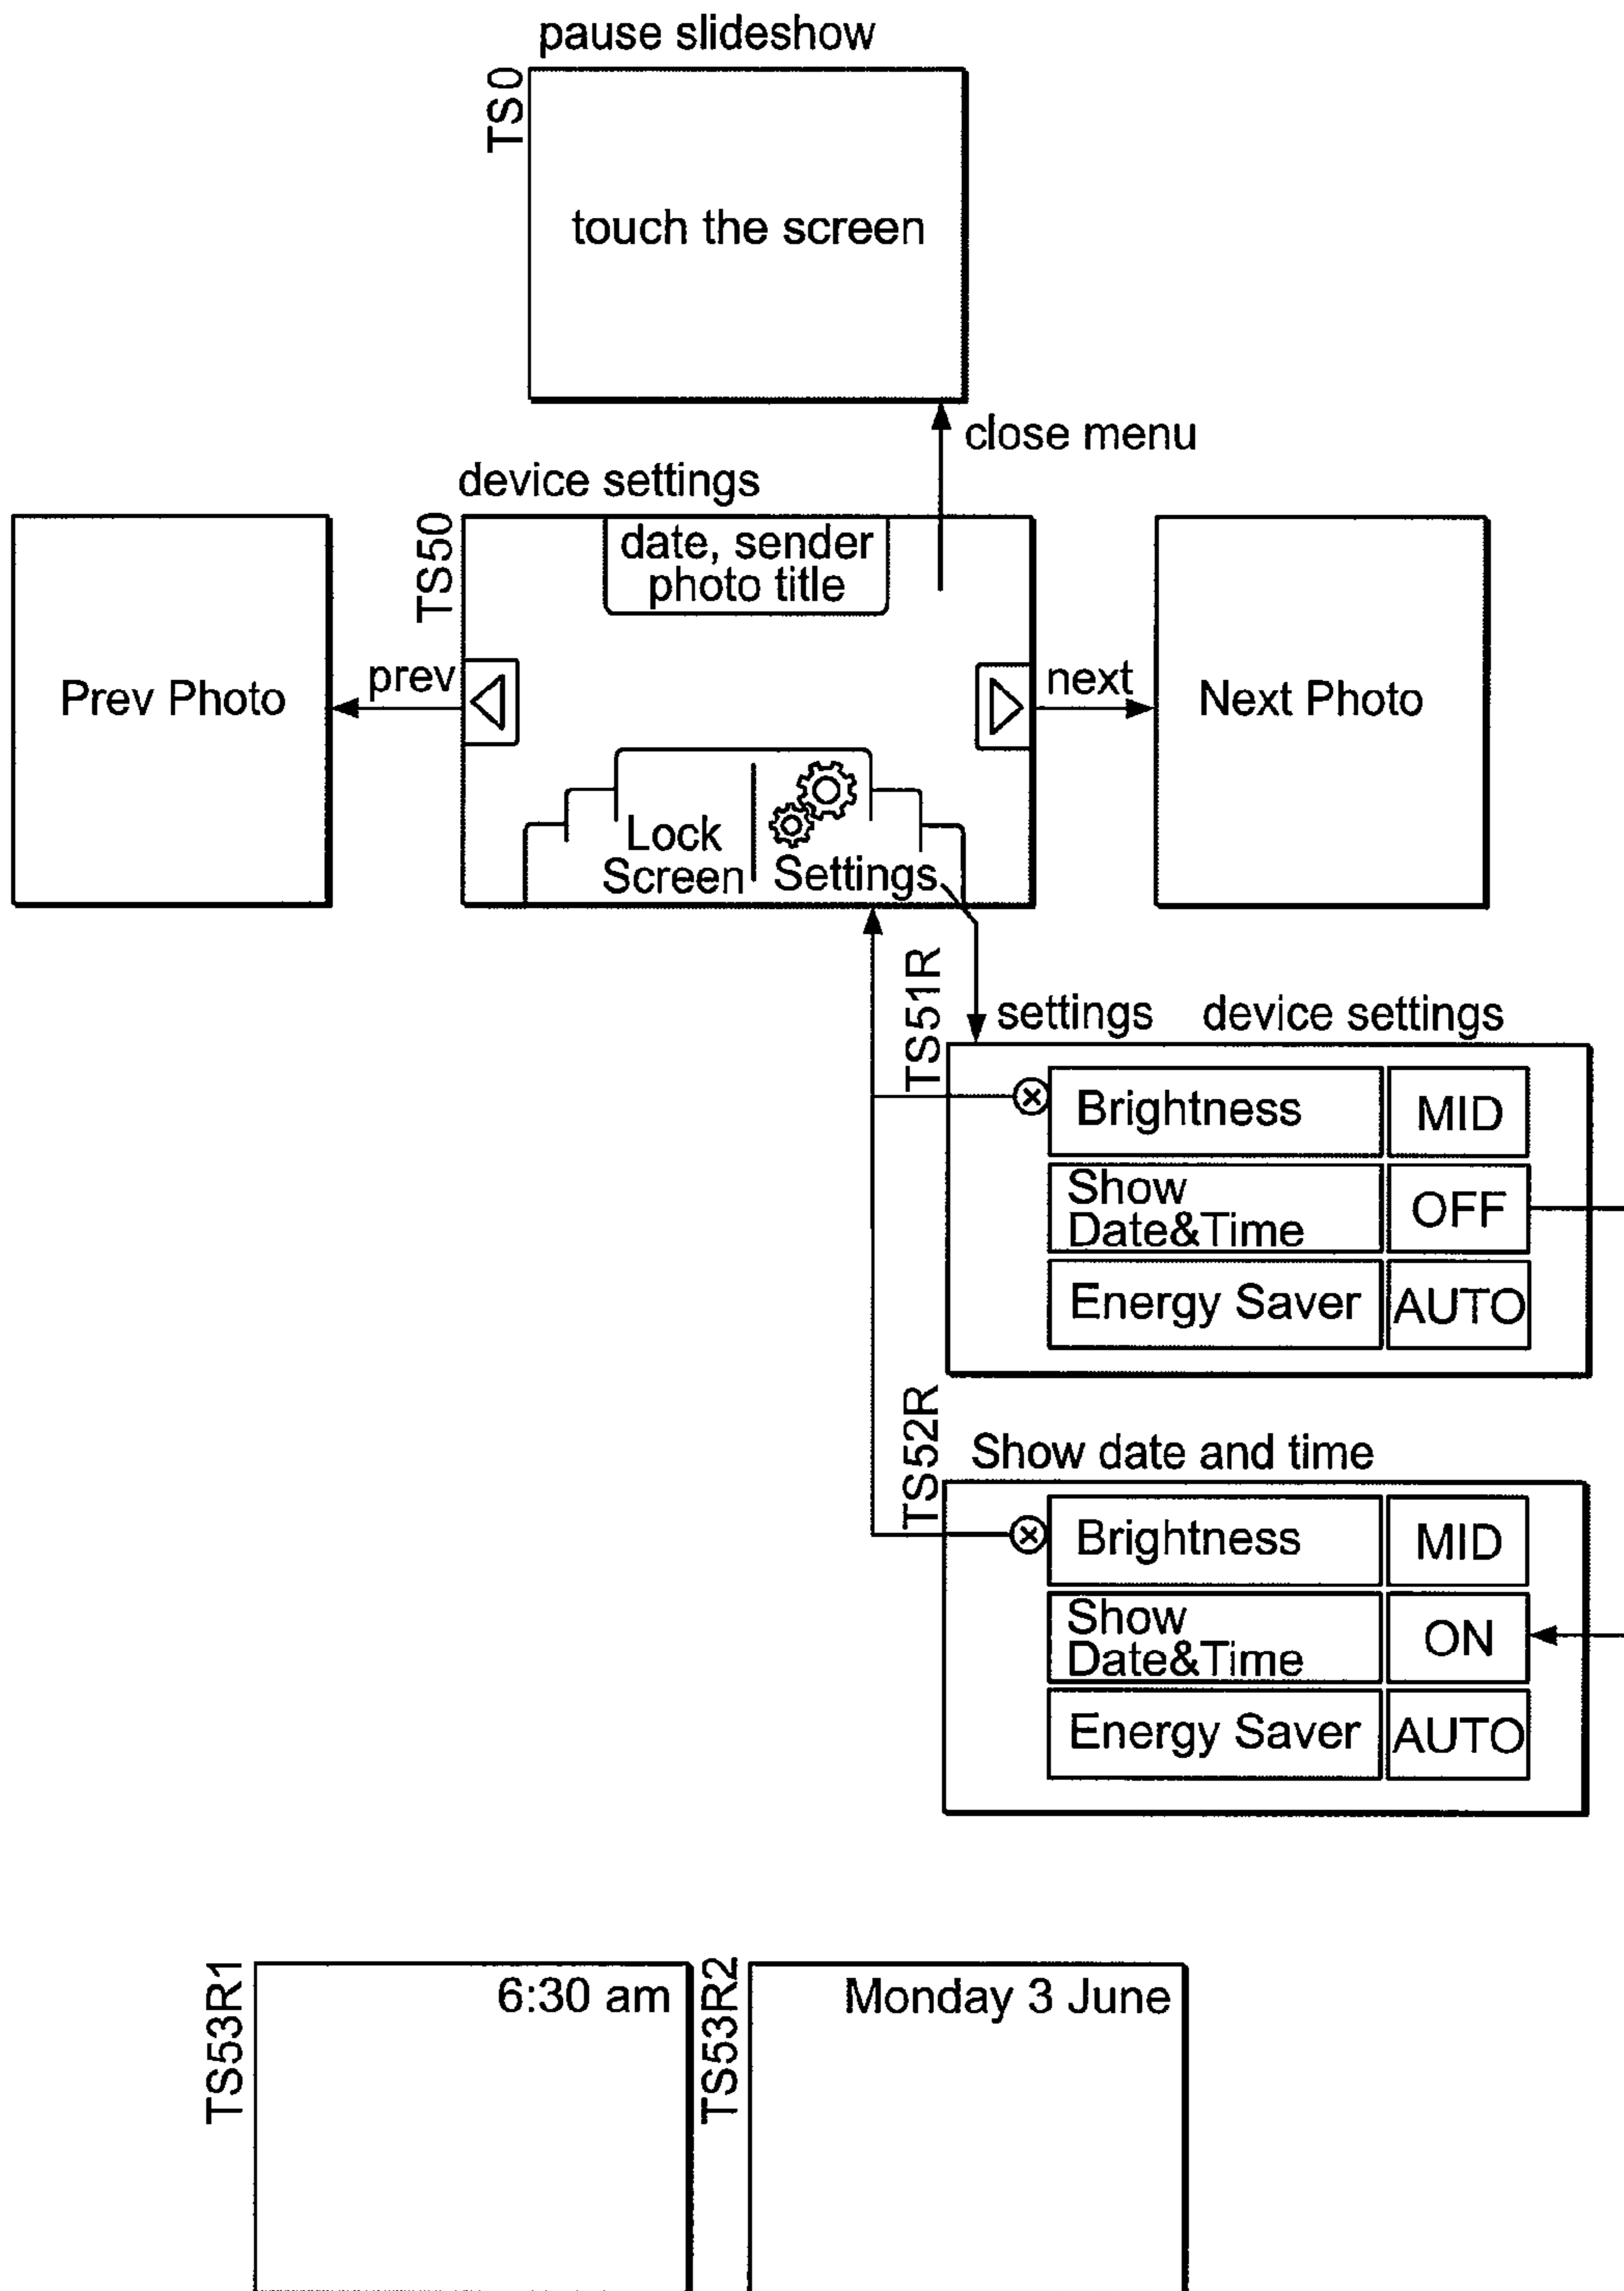 pause slideshow
TS0
touch the screen
close menu
device settings
TS50
date, sender
photo title
Prev Photo
prev
next
Next Photo
Lock
Screen
Settings
TS51R
settings
device settings
Brightness
MID
Show
Date&Time
OFF
Energy Saver
AUTO
TS52R
Show date and time
Brightness
MID
Show
Date&Time
ON
Energy Saver
AUTO
TS53R1
6:30 am
TS53R2
Monday 3 June